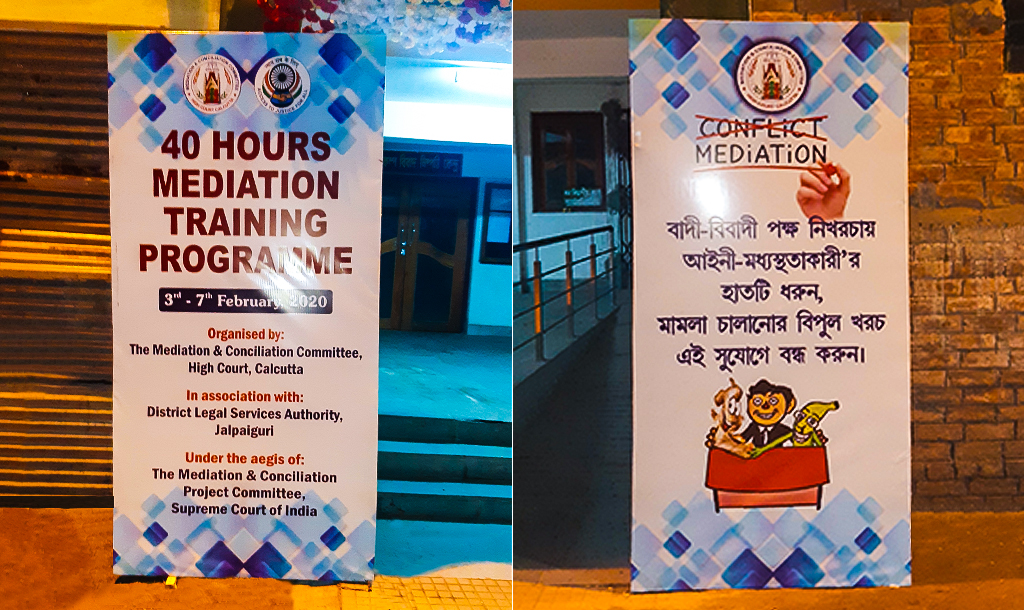 40 HOURS
MEDIATION
TRAINING
PROGRAMME
3rd - 7th February, 2020
Organised by:
The Mediation & Conciliation Committee,
High Court, Calcutta
In association with:
District Legal Services Authority,
Jalpaiguri
Under the aegis of:
The Mediation & Conciliation
Project Committee,
Supreme Court of India
CONFLiCT
MEDiATiON
বাদী-বিবাদী পক্ষ নিখরচায়
আইনী-মধ্যস্থতাকারী'র
হাতটি ধরুন,
মামলা চালানোর বিপুল খরচ
এই সুযোগে বন্ধ করুন।